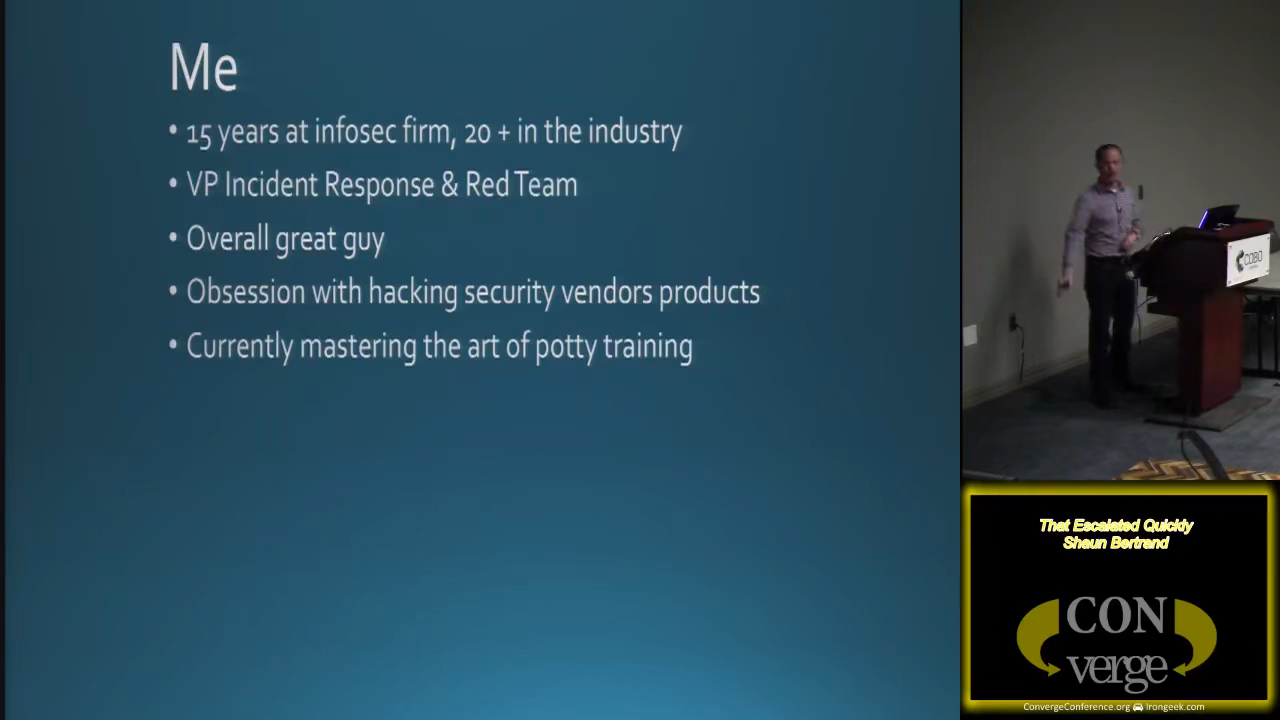 Me
• 15 years at infosec firm, 20 + in the industry
• VP Incident Response & Red Team
• Overall great guy
• Obsession with hacking security vendors products
• Currently mastering the art of potty training
COBO
That Escalated Quickly
Shaun Bertrand
CON
verge
ConvergeConference.org Irongeek.com